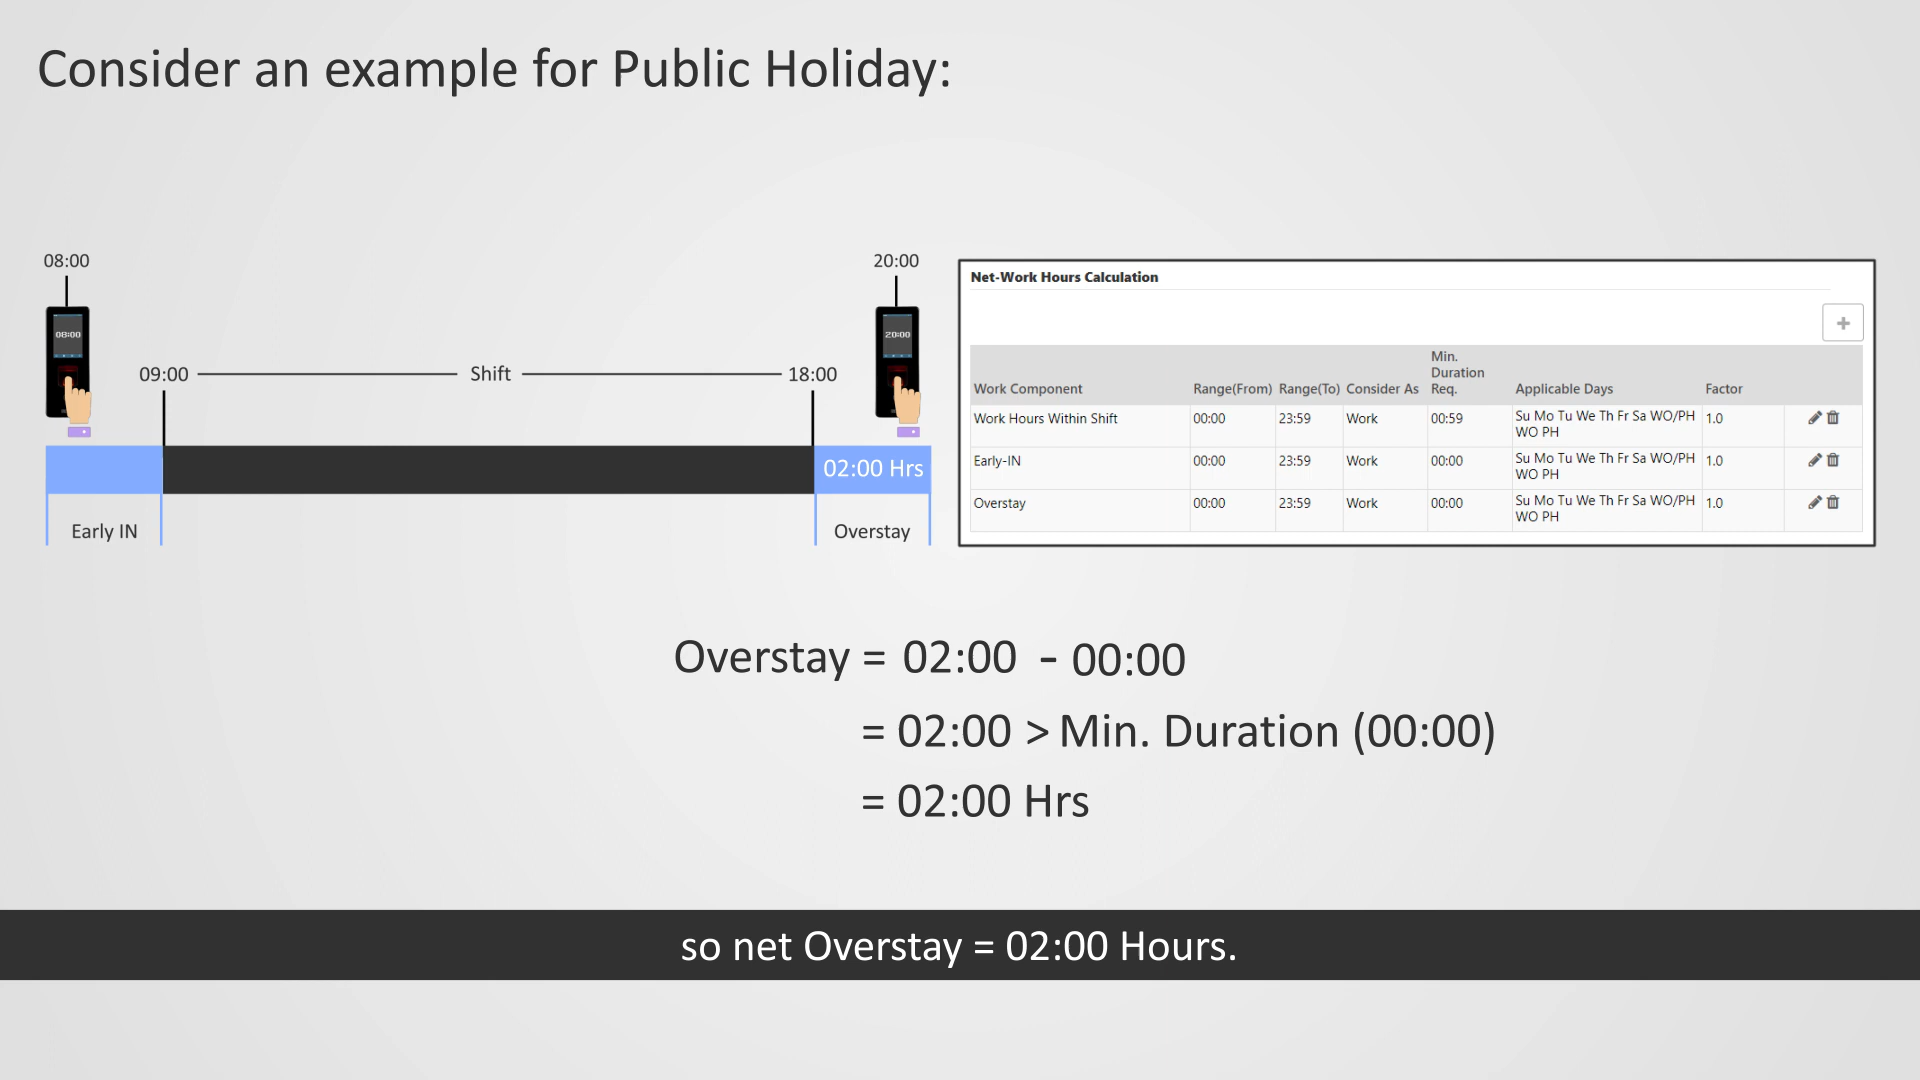 Consider an example for Public Holiday:
08:00
20:00
08:00
20:00
09:00
Shift
18:00
02:00 Hrs
Early IN
Overstay
Net-Work Hours Calculation
+
Work Component Range(From) Range(To) Consider As Min. Duration Req. Applicable Days Factor
Work Hours Within Shift 00:00 23:59 Work 00:59 Su Mo Tu We Th Fr Sa WO/PH WO PH 1.0
Early-IN 00:00 23:59 Work 00:00 Su Mo Tu We Th Fr Sa WO/PH WO PH 1.0
Overstay 00:00 23:59 Work 00:00 Su Mo Tu We Th Fr Sa WO/PH WO PH 1.0
Overstay = 02:00 - 00:00
= 02:00 > Min. Duration (00:00)
= 02:00 Hrs
so net Overstay = 02:00 Hours.